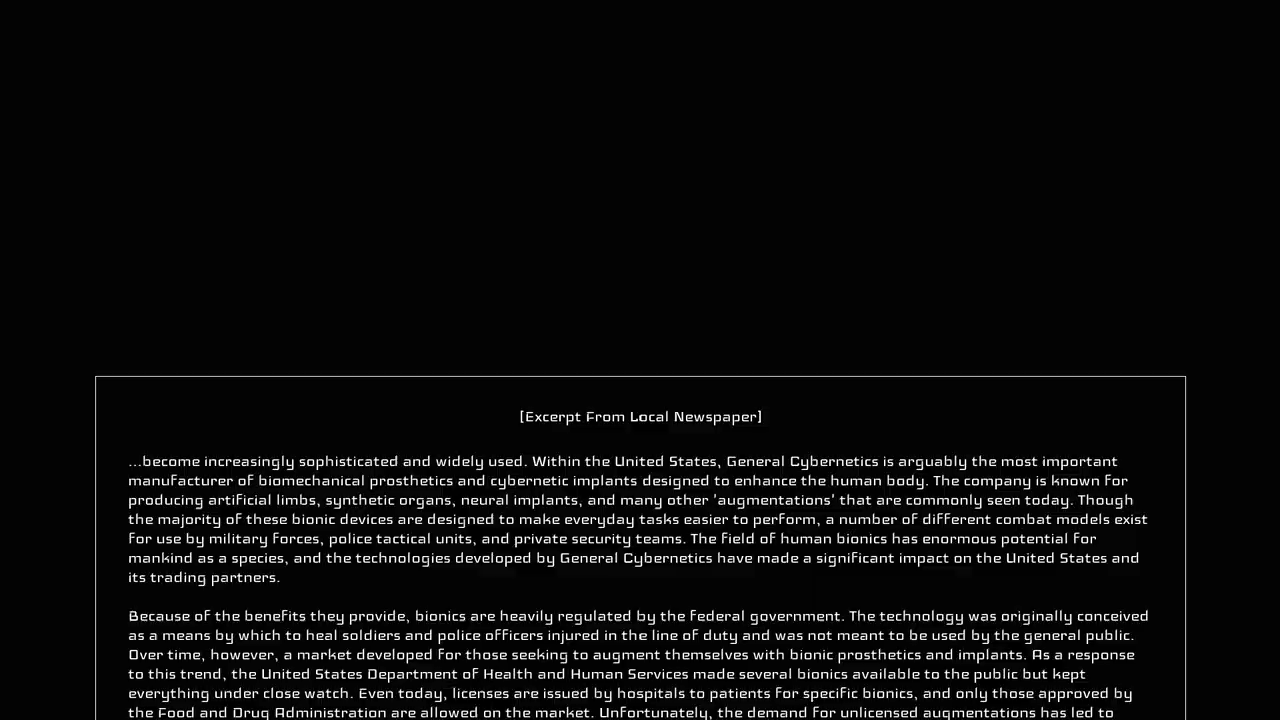 [Excerpt From Local Newspaper]
...become increasingly sophisticated and widely used. Within the United States, General Cybernetics is arguably the most important
manufacturer of biomechanical prosthetics and cybernetic implants designed to enhance the human body. The company is known for
producing artificial limbs, synthetic organs, neural implants, and many other 'augmentations' that are commonly seen today. Though
the majority of these bionic devices are designed to make everyday tasks easier to perform, a number of different combat models exist
for use by military forces, police tactical units, and private security teams. The field of human bionics has enormous potential for
mankind as a species, and the technologies developed by General Cybernetics have made a significant impact on the United States and
its trading partners.
Because of the benefits they provide, bionics are heavily regulated by the federal government. The technology was originally conceived
as a means by which to heal soldiers and police officers injured in the line of duty and was not meant to be used by the general public.
Over time, however, a market developed for those seeking to augment themselves with bionic prosthetics and implants. As a response
to this trend, the United States Department of Health and Human Services made several bionics available to the public but kept
everything under close watch. Even today, licenses are issued by hospitals to patients for specific bionics, and only those approved by
the Food and Drug Administration are allowed on the market. Unfortunately, the demand for unlicensed augmentations has led to